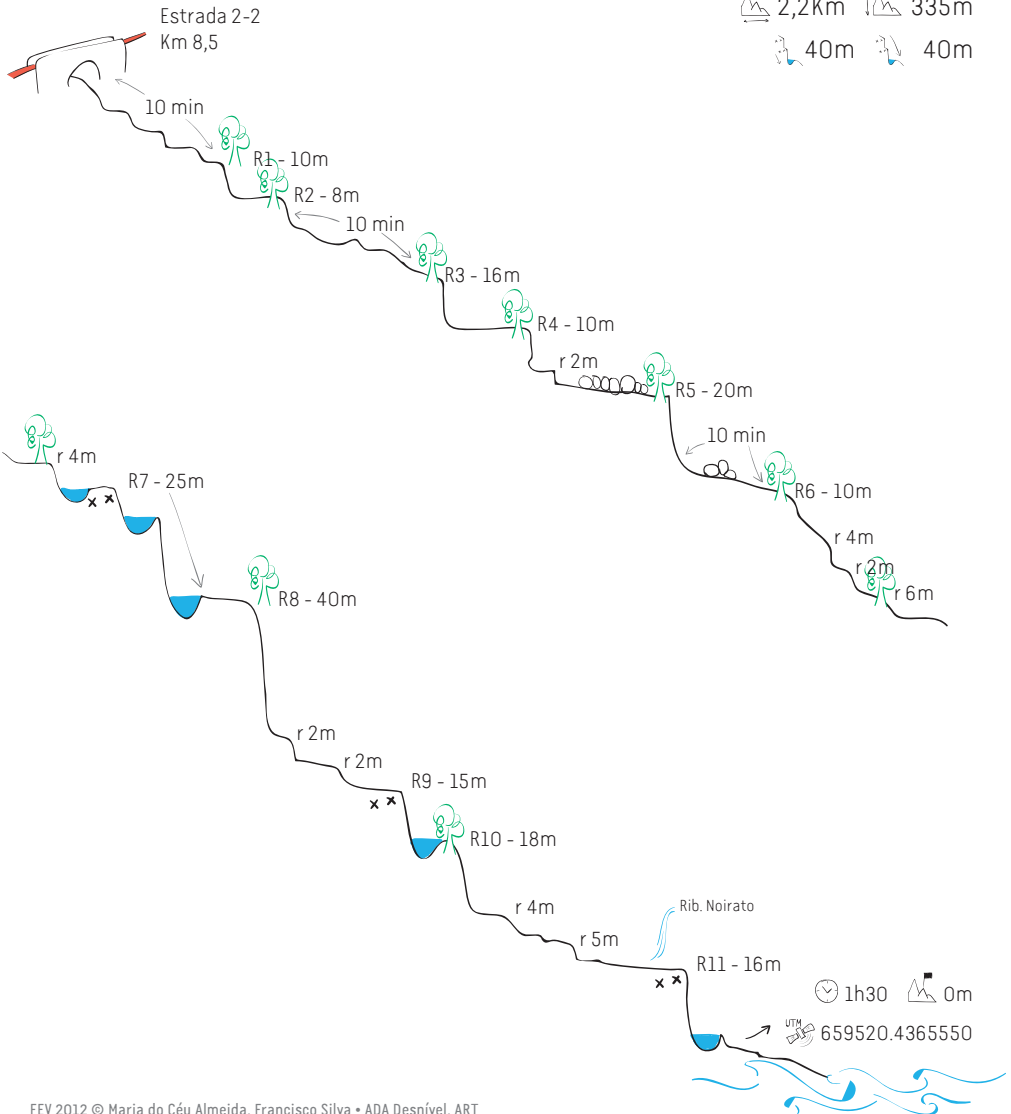 Estrada 2-2
Km 8,5
2,2Km 335m
40m 40m
10 min
R1 - 10m
R2 - 8m
10 min
R3 - 16m
R4 - 10m
r 2m
R5 - 20m
10 min
R6 - 10m
r 4m
r 2m
r 6m
r 4m
R7 - 25m
R8 - 40m
r 2m
r 2m
R9 - 15m
R10 - 18m
r 4m
r 5m
Rib. Noirato
R11 - 16m
1h30 0m
UTM 659520.4365550
FEV 2012 © Maria do Céu Almeida, Francisco Silva • ADA Desnível, ART